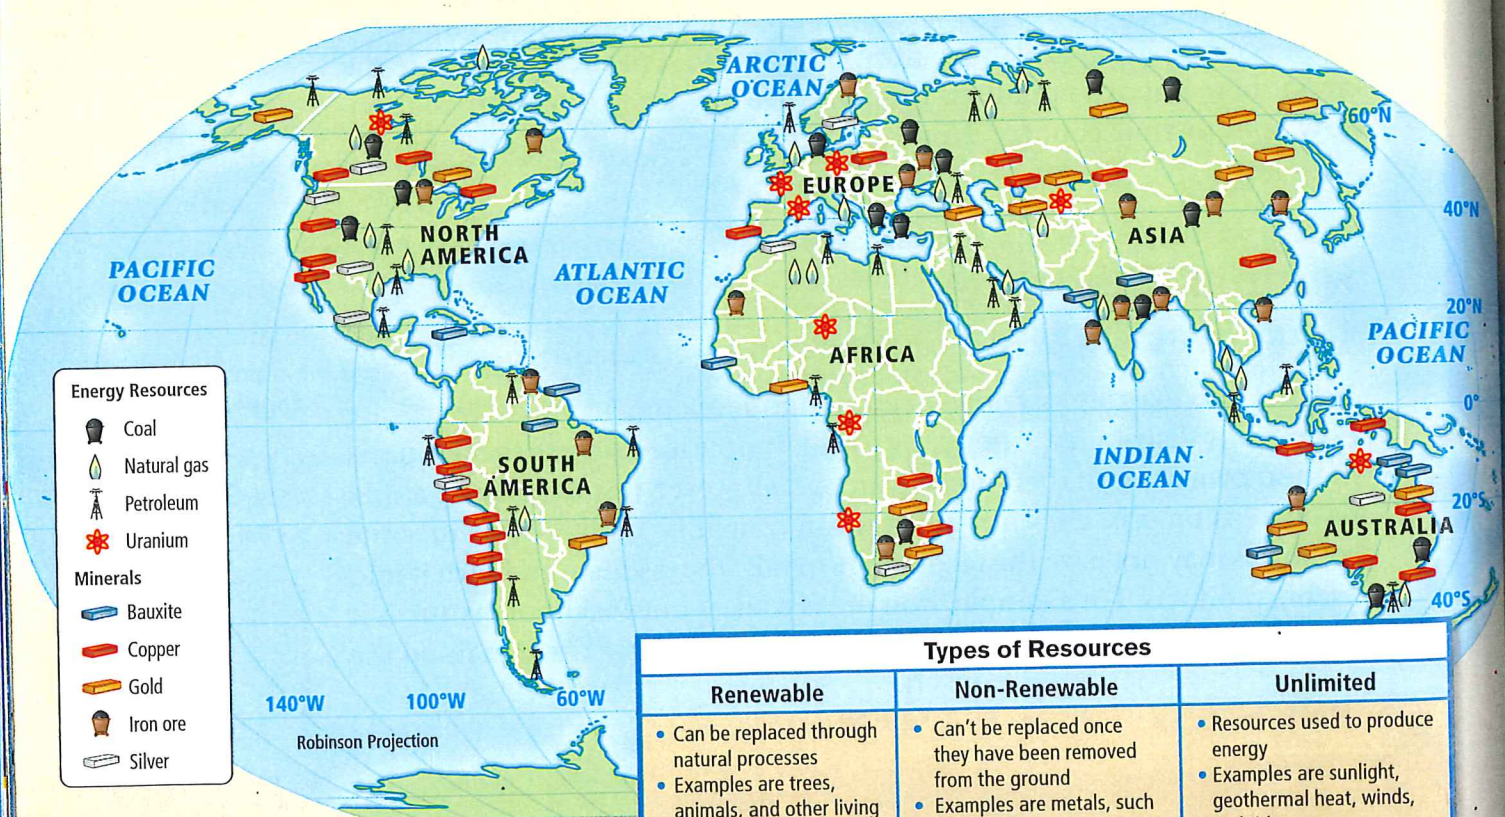 ARCTIC
OCEAN
60°N
EUROPE
40°N
NORTH
AMERICA
ASIA
PACIFIC
OCEAN
ATLANTIC
OCEAN
20°N
PACIFIC
OCEAN
AFRICA
0°
SOUTH
AMERICA
INDIAN
OCEAN
20°S
AUSTRALIA
40°S
140°W
100°W
60°W
Robinson Projection
Energy Resources
Coal
Natural gas
Petroleum
Uranium
Minerals
Bauxite
Copper
Gold
Iron ore
Silver
Types of Resources
Renewable
• Can be replaced through
natural processes
• Examples are trees,
animals, and other living
Non-Renewable
• Can't be replaced once
they have been removed
from the ground
• Examples are metals, such
Unlimited
• Resources used to produce
energy
• Examples are sunlight,
geothermal heat, winds,